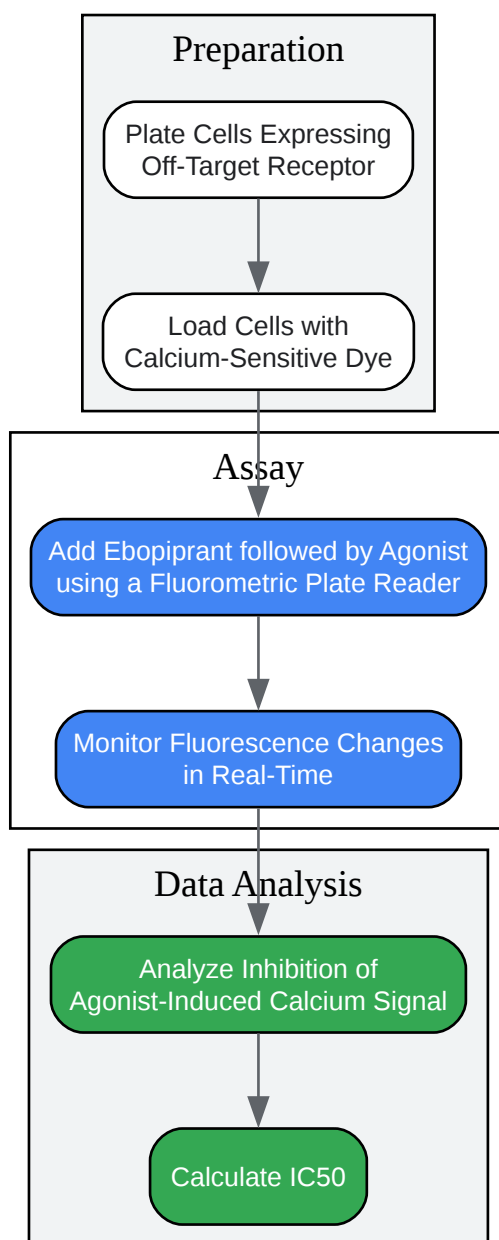 Preparation
Plate Cells Expressing
Off-Target Receptor
Load Cells with
Calcium-Sensitive Dye
Assay
Add Ebopiprant followed by Agonist
using a Fluorometric Plate Reader
Monitor Fluorescence Changes
in Real-Time
Data Analysis
Analyze Inhibition of
Agonist-Induced Calcium Signal
Calculate IC50